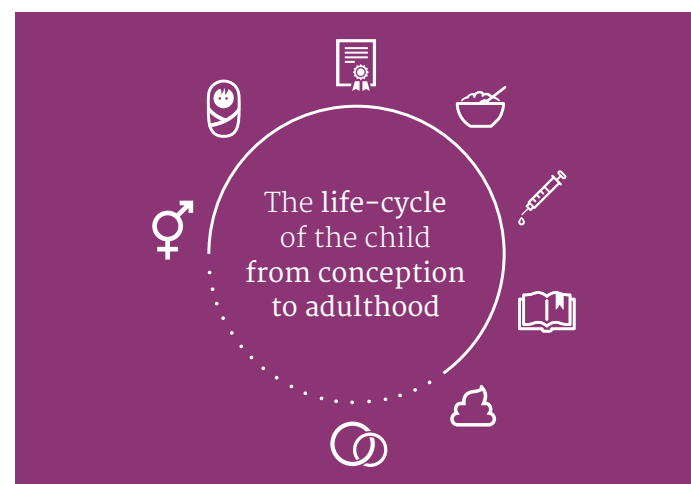 The life-cycle
of the child
from conception
to adulthood